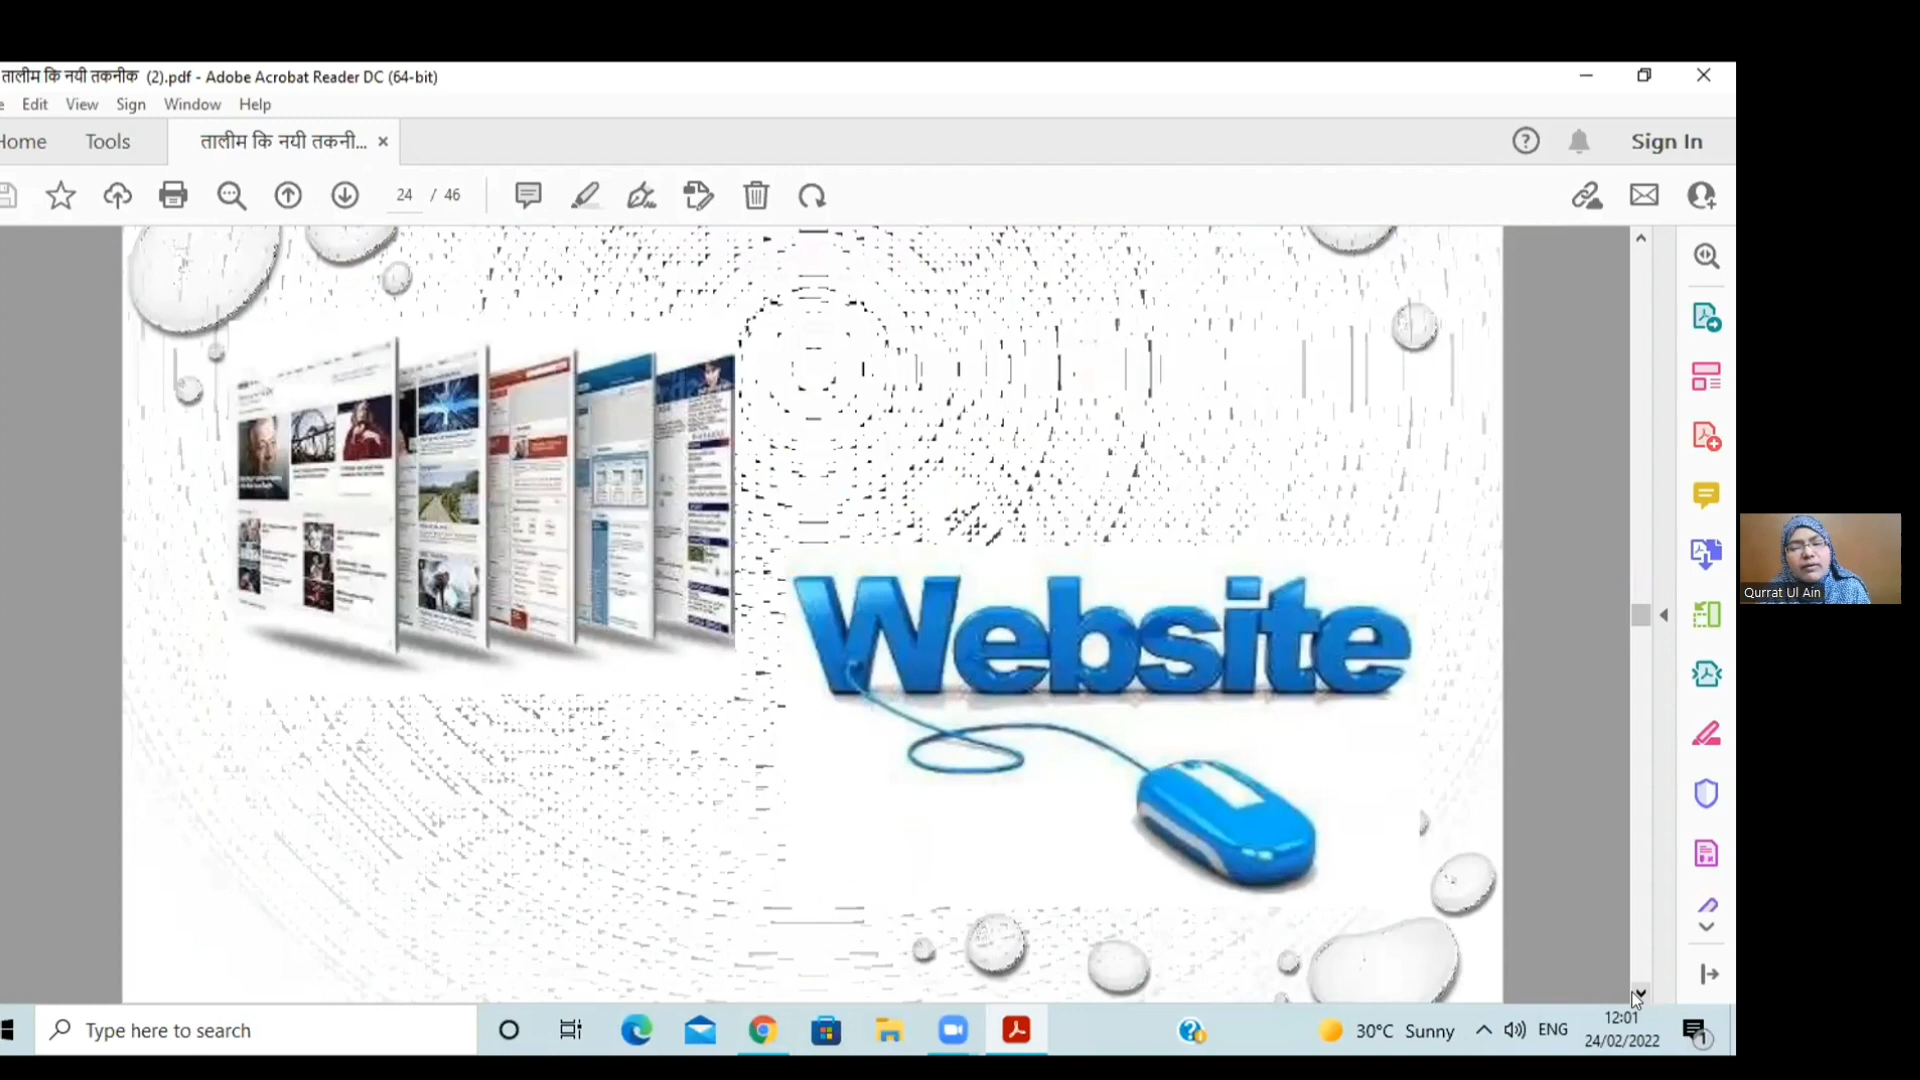 तालीम कि नयी तकनीक (2).pdf - Adobe Acrobat Reader DC (64-bit)
Edit View Sign Window Help
Home Tools तालीम कि नयी तकनी... × Sign In
24 / 46
Website
Qurrat Ul Ain
Type here to search
30°C Sunny ENG
12:01
24/02/2022
1